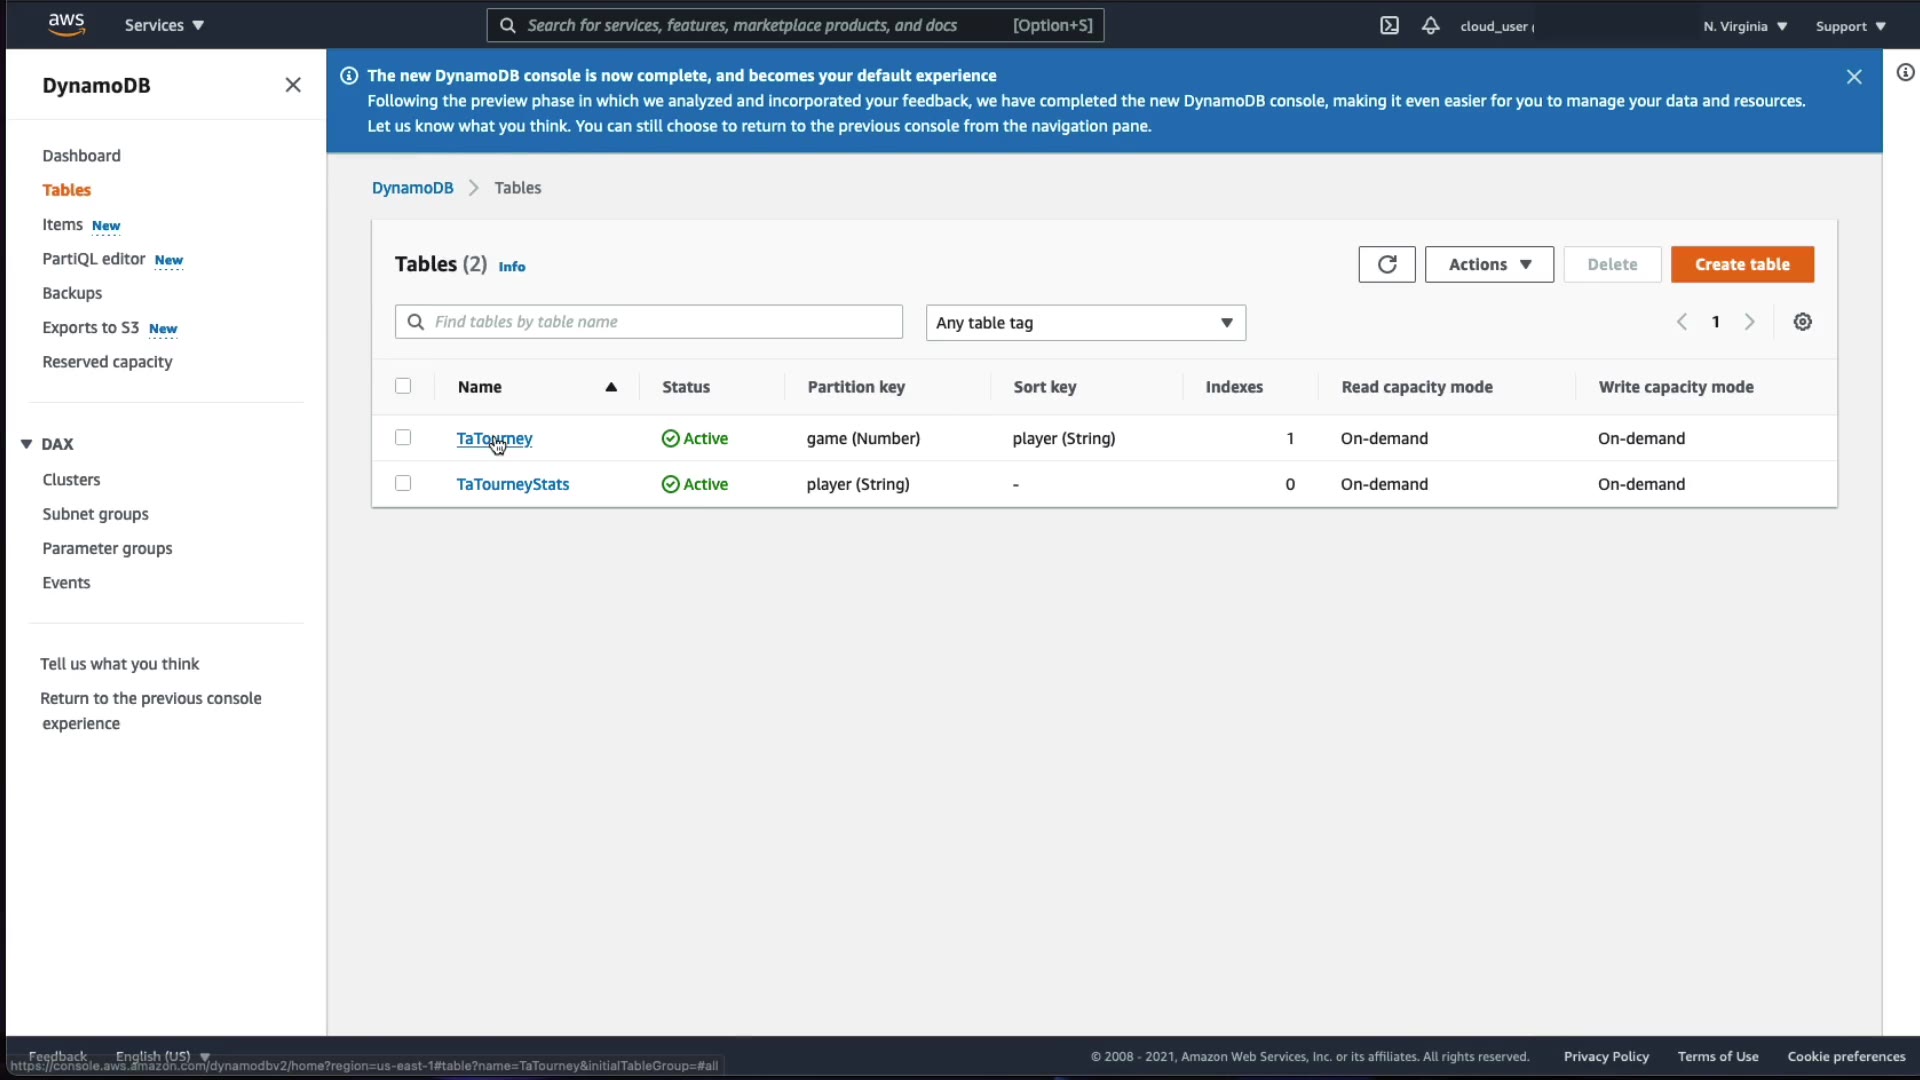 aws
Services
Search for services, features, marketplace products, and docs
[Option+S]
cloud_user
N. Virginia
Support
DynamoDB
Dashboard
Tables
Items New
PartiQL editor New
Backups
Exports to S3 New
Reserved capacity
DAX
Clusters
Subnet groups
Parameter groups
Events
Tell us what you think
Return to the previous console
experience
The new DynamoDB console is now complete, and becomes your default experience
Following the preview phase in which we analyzed and incorporated your feedback, we have completed the new DynamoDB console, making it even easier for you to manage your data and resources.
Let us know what you think. You can still choose to return to the previous console from the navigation pane.
DynamoDB > Tables
Tables (2) Info
Actions
Delete
Create table
Find tables by table name
Any table tag
1
Name Status Partition key Sort key Indexes Read capacity mode Write capacity mode
TaTourney Active game (Number) player (String) 1 On-demand On-demand
TaTourneyStats Active player (String) - 0 On-demand On-demand
Feedback English (US)
https://console.aws.amazon.com/dynamodbv2/home?region=us-east-1#table?name=TaTourney&initialTableGroup=#all
© 2008 - 2021, Amazon Web Services, Inc. or its affiliates. All rights reserved. Privacy Policy Terms of Use Cookie preferences